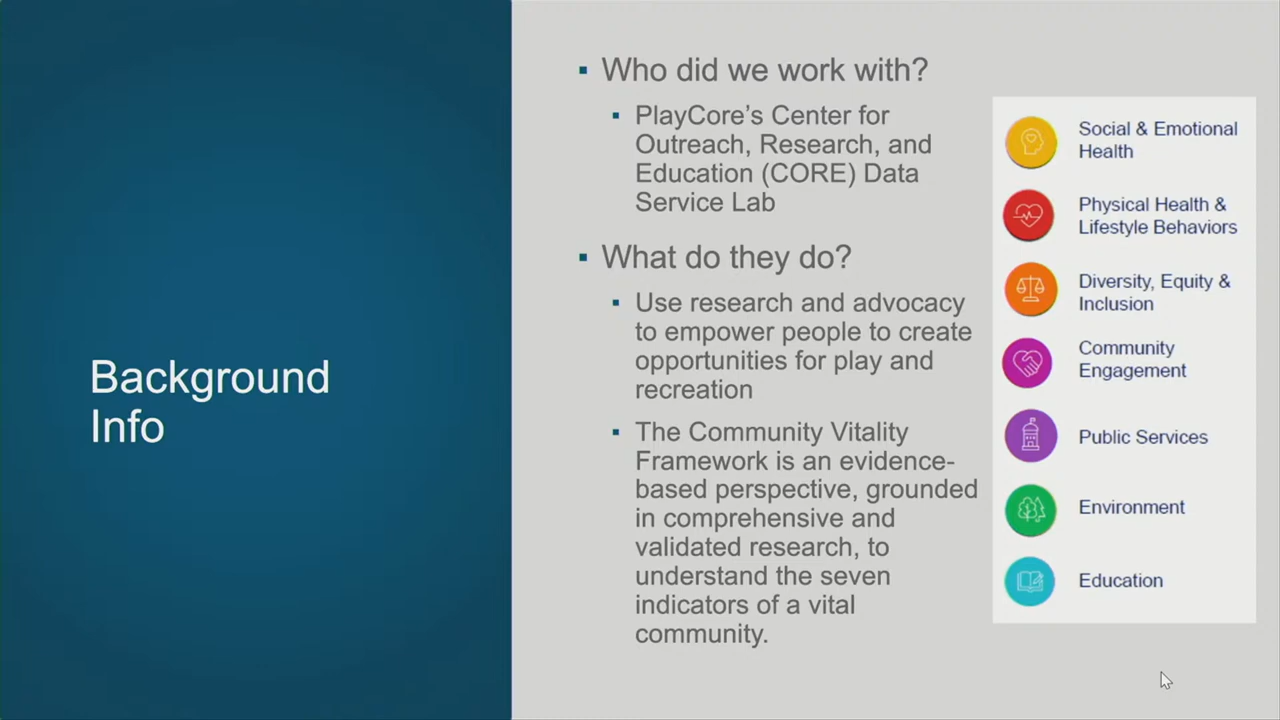 Background
Info
Who did we work with?
PlayCore’s Center for
Outreach, Research, and
Education (CORE) Data
Service Lab
What do they do?
Use research and advocacy
to empower people to create
opportunities for play and
recreation
The Community Vitality
Framework is an evidence-
based perspective, grounded
in comprehensive and
validated research, to
understand the seven
indicators of a vital
community.
Social & Emotional
Health
Physical Health &
Lifestyle Behaviors
Diversity, Equity &
Inclusion
Community
Engagement
Public Services
Environment
Education